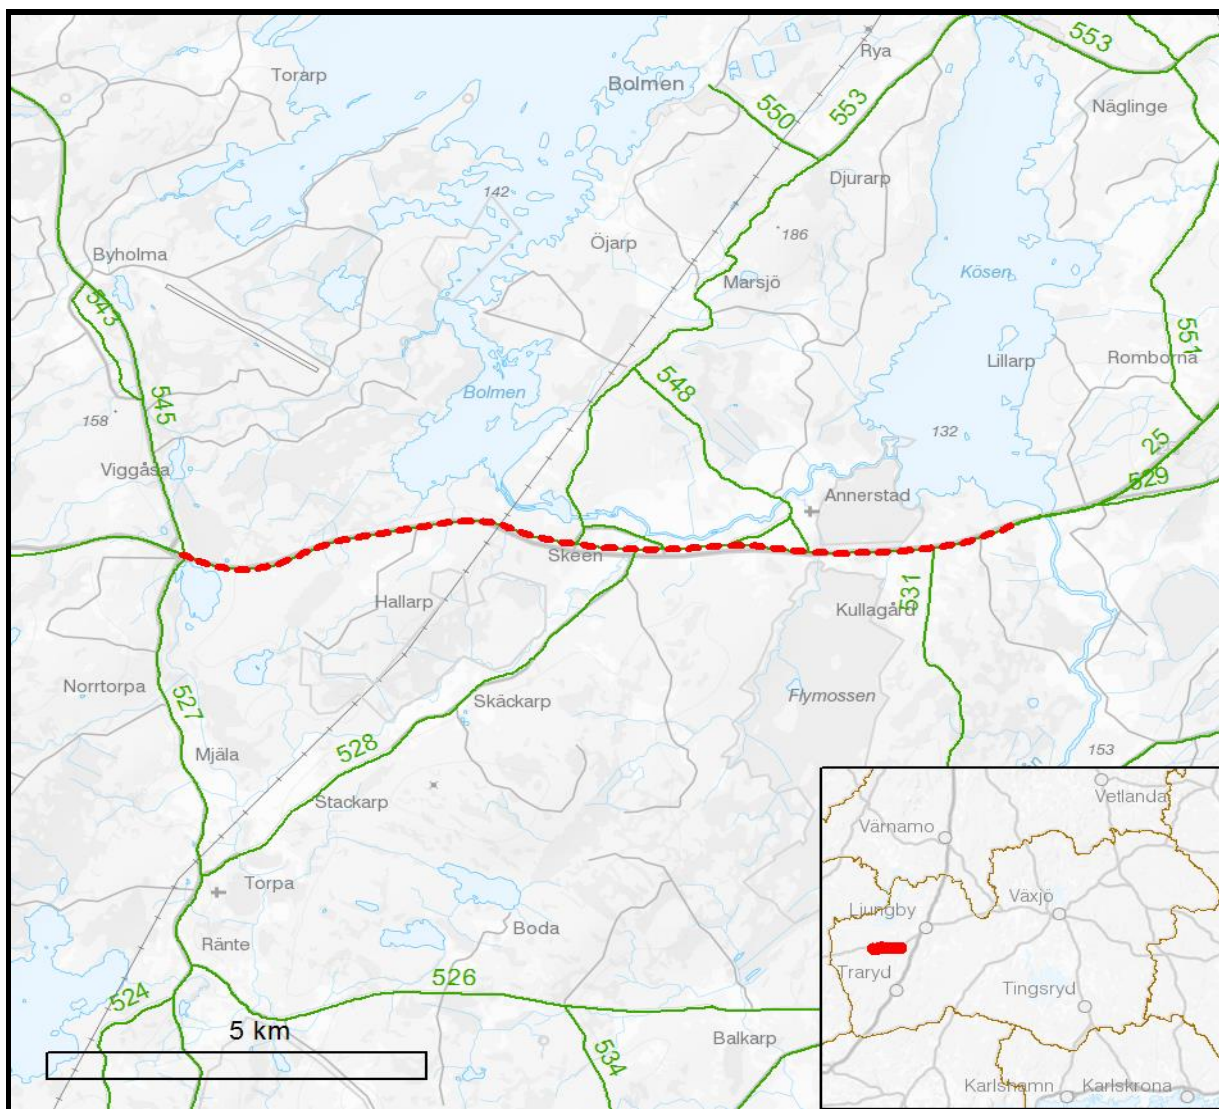 553
Rya
Torarp
Bolmen
550
553
Näglinge
Djurarp
142
186
Öjarp
Byholma
Kösen
Marsjö
543
551
Lillarp
Romborna
548
Bolmen
545
158
132
25
Viggåsa
529
Annerstad
Skeen
Hallarp
531
Kullagård
Norrtorpa
527
Skäckarp
Flymossen
528
Mjäla
153
Stackarp
Vetlanda
Värnamo
Torpa
Ljungby
Växjö
Boda
Ränte
Traryd
526
524
Tingsryd
5 km
534
Balkarp
Karlshamn
Karlskrona